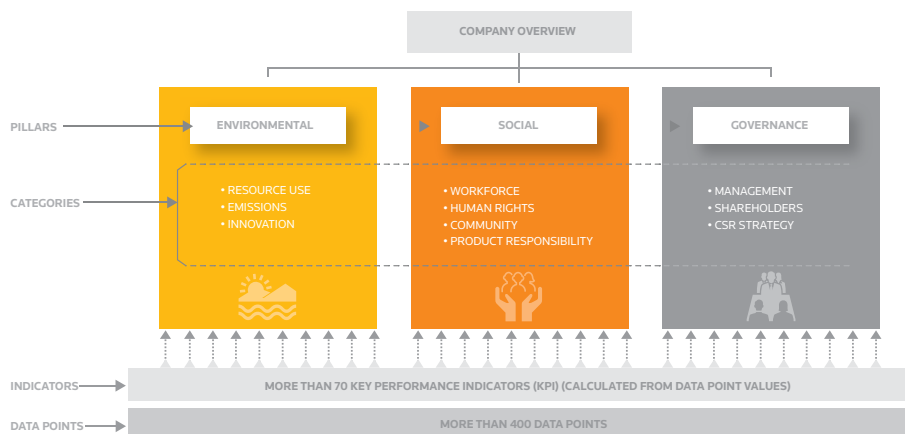 COMPANY OVERVIEW
PILLARS
ENVIRONMENTAL
SOCIAL
GOVERNANCE
CATEGORIES
• RESOURCE USE
• EMISSIONS
• INNOVATION
• WORKFORCE
• HUMAN RIGHTS
• COMMUNITY
• PRODUCT RESPONSIBILITY
• MANAGEMENT
• SHAREHOLDERS
• CSR STRATEGY
INDICATORS
MORE THAN 70 KEY PERFORMANCE INDICATORS (KPI) (CALCULATED FROM DATA POINT VALUES)
DATA POINTS
MORE THAN 400 DATA POINTS